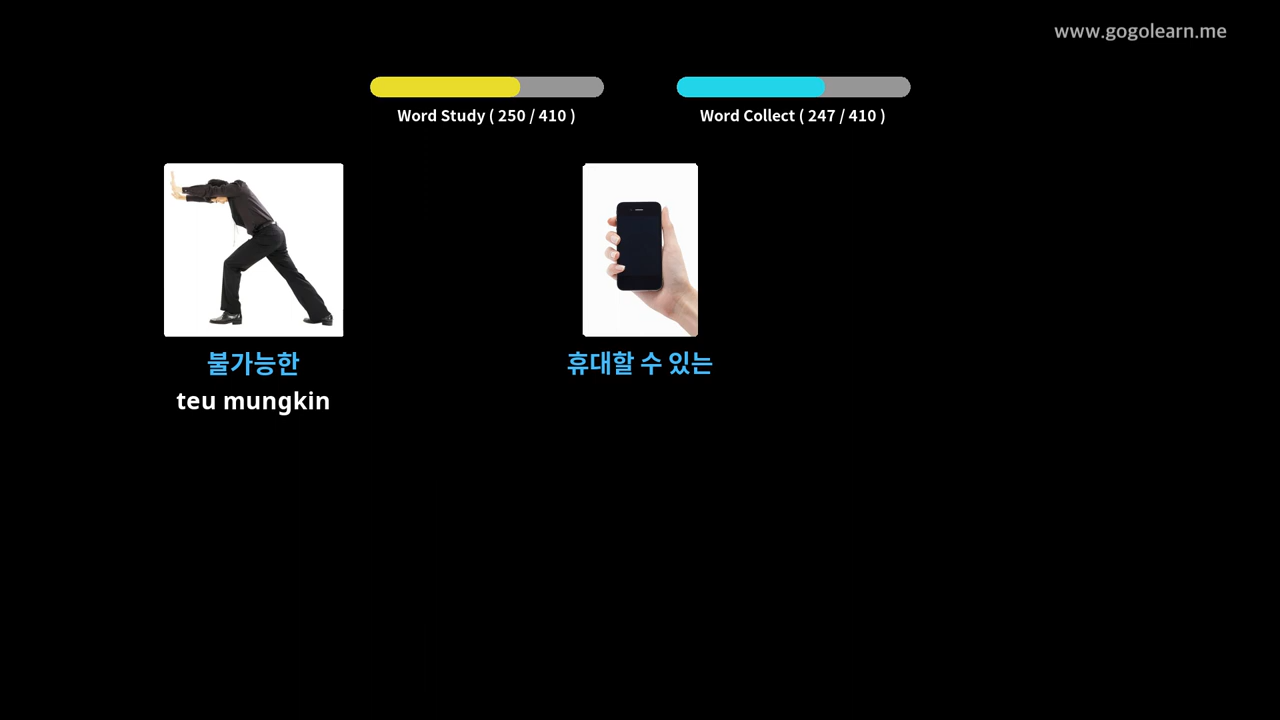 www.gogolearn.me
Word Study ( 250 / 410 )
Word Collect ( 247 / 410 )
불가능한
teu mungkin
휴대할 수 있는